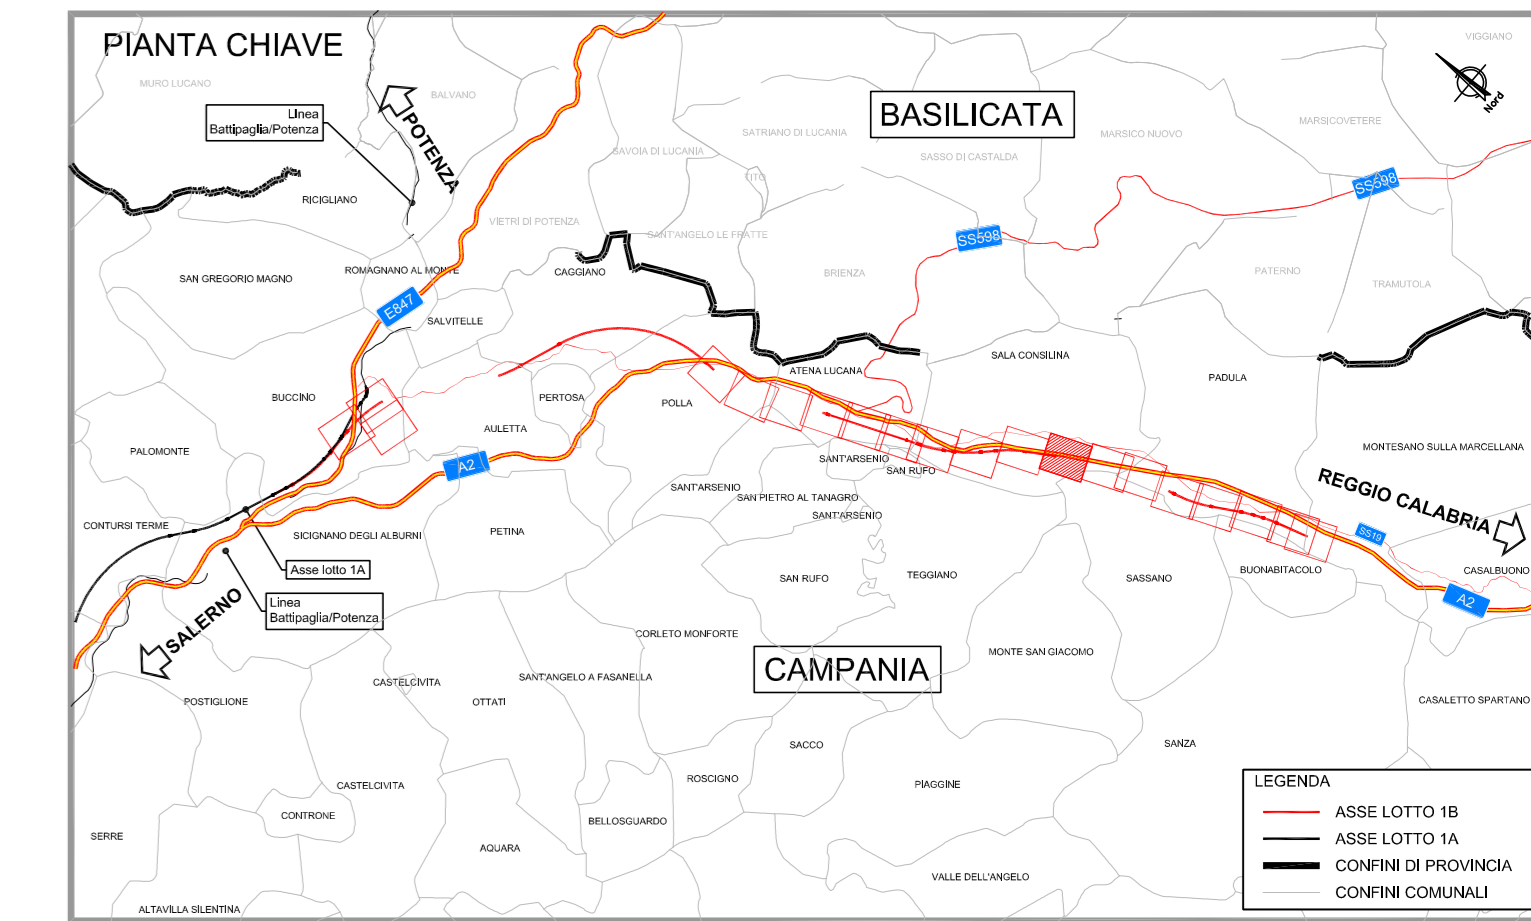 PIANTA CHIAVE
MURO LUCANO
BALVANO
Linea
Battipaglia/Potenza
POTENZA
BASILICATA
VIGGIANO
Nord
SAVOIA DI LUCANIA
SATRIANO DI LUCANIA
TITO
SASSO DI CASTALDA
MARSICO NUOVO
MARSICOVETERE
SS598
RICIGLIANO
VIETRI DI POTENZA
SANT'ANGELO LE FRATTE
SS598
SAN GREGORIO MAGNO
ROMAGNANO AL MONTE
CAGGIANO
BRIENZA
PATERNO
TRAMUTOLA
E847
SALVITELLE
ATENA LUCANA
SALA CONSILINA
PADULA
BUCCINO
PERTOSA
POLLA
AULETTA
PALOMONTE
A2
SANT'ARSENIO
SAN RUFO
MONTESANO SULLA MARCELLANA
SANT'ARSENIO
SAN PIETRO AL TANAGRO
SANT'ARSENIO
REGGIO CALABRIA
CONTURSI TERME
SICIGNANO DEGLI ALBURNI
PETINA
SS19
Asse lotto 1A
SAN RUFO
TEGGIANO
SASSANO
BUONABITACOLO
CASALBUONO
A2
Linea
Battipaglia/Potenza
SALERNO
CORLETO MONFORTE
MONTE SAN GIACOMO
CAMPANIA
CASTELCIVITA
SANT'ANGELO A FASANELLA
POSTIGLIONE
OTTATI
CASALETTO SPARTANO
SACCO
SANZA
ROSCIGNO
PIAGGINE
CASTELCIVITA
CONTRONE
BELLOSGUARDO
SERRE
AQUARA
VALLE DELL'ANGELO
ALTAVILLA SILENTINA
LEGENDA
ASSE LOTTO 1B
ASSE LOTTO 1A
CONFINI DI PROVINCIA
CONFINI COMUNALI